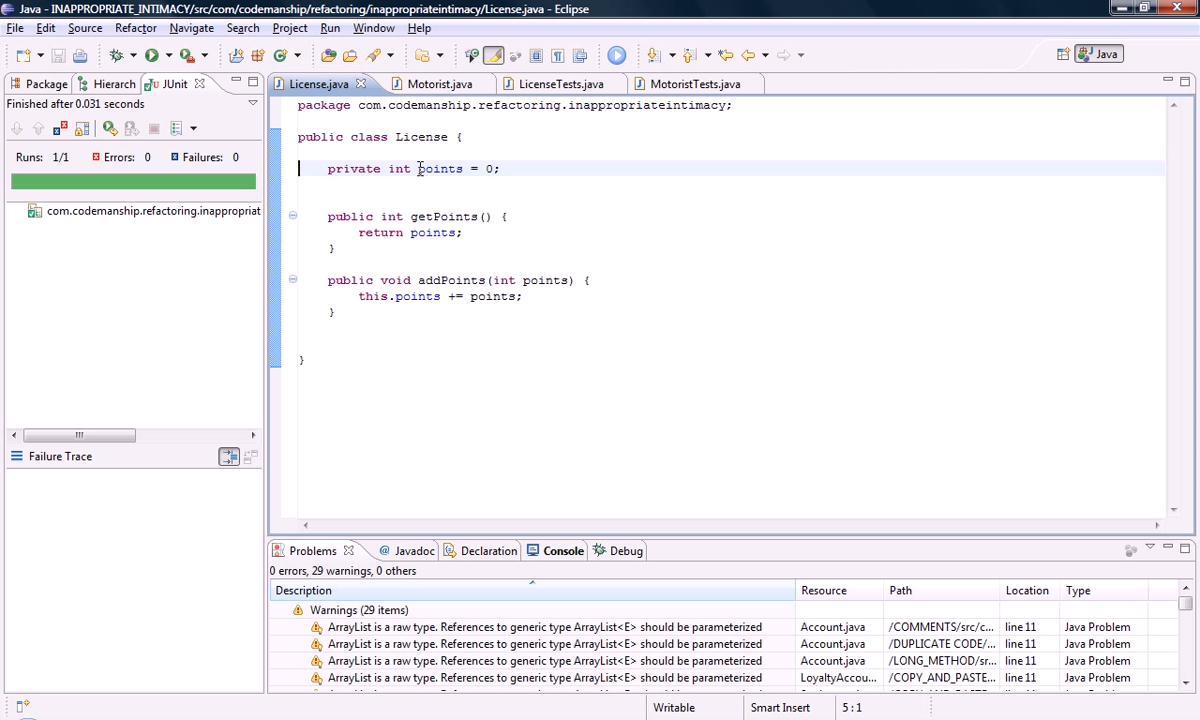 Java - INAPPROPRIATE_INTIMACY/src/com/codemanship/refactoring/inappropriateintimacy/License.java - Eclipse
File Edit Source Refactor Navigate Search Project Run Window Help
Java
Package Hierarchy JUnit
License.java Motorist.java LicenseTests.java MotoristTests.java
Finished after 0.031 seconds
Runs: 1/1 Errors: 0 Failures: 0
com.codemanship.refactoring.inappropriat
Failure Trace
package com.codemanship.refactoring.inappropriateintimacy;
public class License {
private int points = 0;
public int getPoints() {
return points;
}
public void addPoints(int points) {
this.points += points;
}
}
Problems @ Javadoc Declaration Console Debug
0 errors, 29 warnings, 0 others
Description Resource Path Location Type
Warnings (29 items)
ArrayList is a raw type. References to generic type ArrayList<E> should be parameterized Account.java /COMMENTS/src/c... line 11 Java Problem
ArrayList is a raw type. References to generic type ArrayList<E> should be parameterized Account.java /DUPLICATE CODE/... line 11 Java Problem
ArrayList is a raw type. References to generic type ArrayList<E> should be parameterized Account.java /LONG_METHOD/sr... line 11 Java Problem
ArrayList is a raw type. References to generic type ArrayList<E> should be parameterized LoyaltyAccou... /COPY_AND_PASTE... line 11 Java Problem
Writable Smart Insert 5 : 1